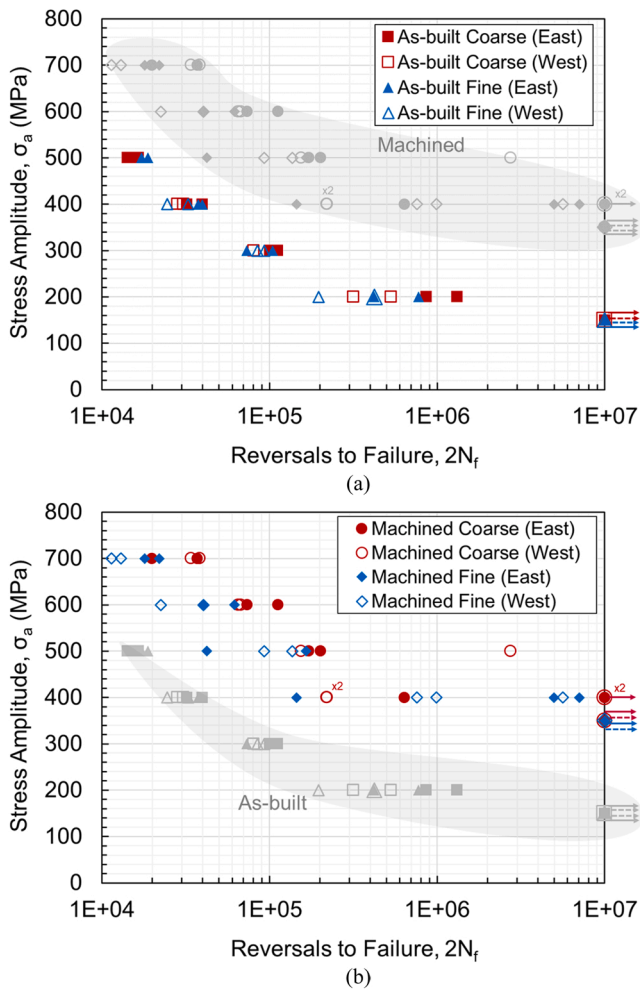 800
As-built Coarse (East)
700
As-built Coarse (West)
As-built Fine (East)
600
As-built Fine (West)
Stress Amplitude, σa (MPa)
500
Machined
x2
x2
400
300
200
100
0
1E+04 1E+05 1E+06 1E+07
Reversals to Failure, 2Nf
(a)
800
Machined Coarse (East)
Machined Coarse (West)
700
Machined Fine (East)
Machined Fine (West)
600
Stress Amplitude, σa (MPa)
500
x2
x2
400
300
200
As-built
100
0
1E+04 1E+05 1E+06 1E+07
Reversals to Failure, 2Nf
(b)